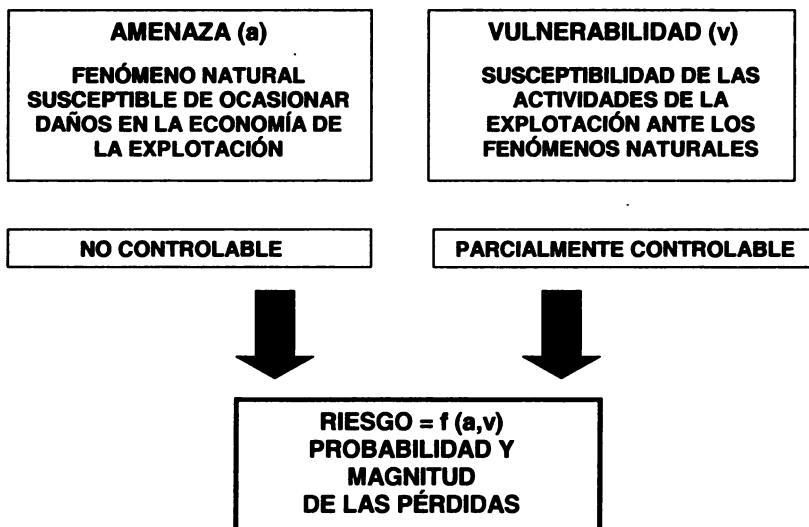 AMENAZA (a)
FENÓMENO NATURAL
SUSCEPTIBLE DE OCASIONAR
DAÑOS EN LA ECONOMÍA DE
LA EXPLOTACIÓN
VULNERABILIDAD (v)
SUSCEPTIBILIDAD DE LAS
ACTIVIDADES DE LA
EXPLOTACIÓN ANTE LOS
FENÓMENOS NATURALES
NO CONTROLABLE
PARCIALMENTE CONTROLABLE
RIESGO = f (a,v)
PROBABILIDAD Y
MAGNITUD
DE LAS PÉRDIDAS